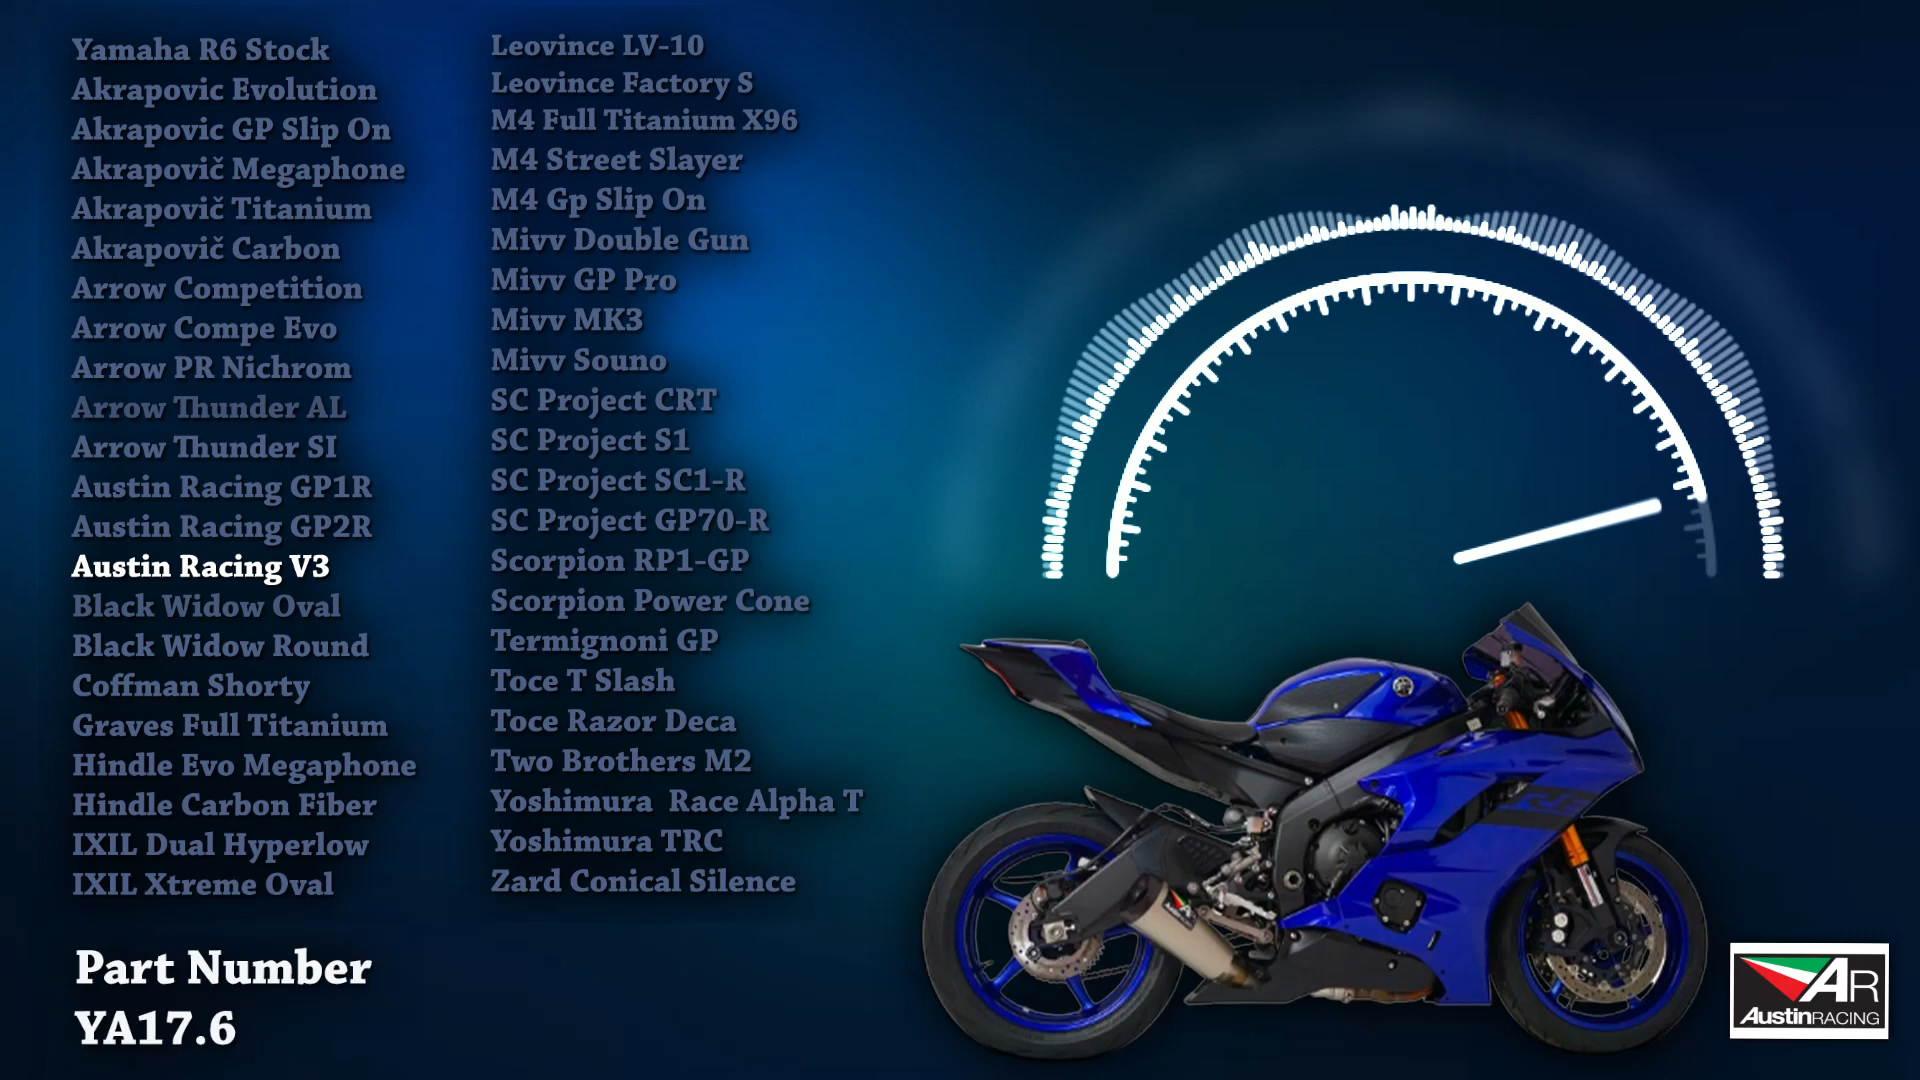 Yamaha R6 Stock
Akrapovic Evolution
Akrapovic GP Slip On
Akrapovič Megaphone
Akrapovič Titanium
Akrapovič Carbon
Arrow Competition
Arrow Compe Evo
Arrow PR Nichrom
Arrow Thunder AL
Arrow Thunder SI
Austin Racing GP1R
Austin Racing GP2R
Austin Racing V3
Black Widow Oval
Black Widow Round
Coffman Shorty
Graves Full Titanium
Hindle Evo Megaphone
Hindle Carbon Fiber
IXIL Dual Hyperlow
IXIL Xtreme Oval
Leovince LV-10
Leovince Factory S
M4 Full Titanium X96
M4 Street Slayer
M4 Gp Slip On
Mivv Double Gun
Mivv GP Pro
Mivv MK3
Mivv Souno
SC Project CRT
SC Project S1
SC Project SC1-R
SC Project GP70-R
Scorpion RP1-GP
Scorpion Power Cone
Termignoni GP
Toce T Slash
Toce Razor Deca
Two Brothers M2
Yoshimura Race Alpha T
Yoshimura TRC
Zard Conical Silence
Part Number
YA17.6
R6
AR
AustinRACING